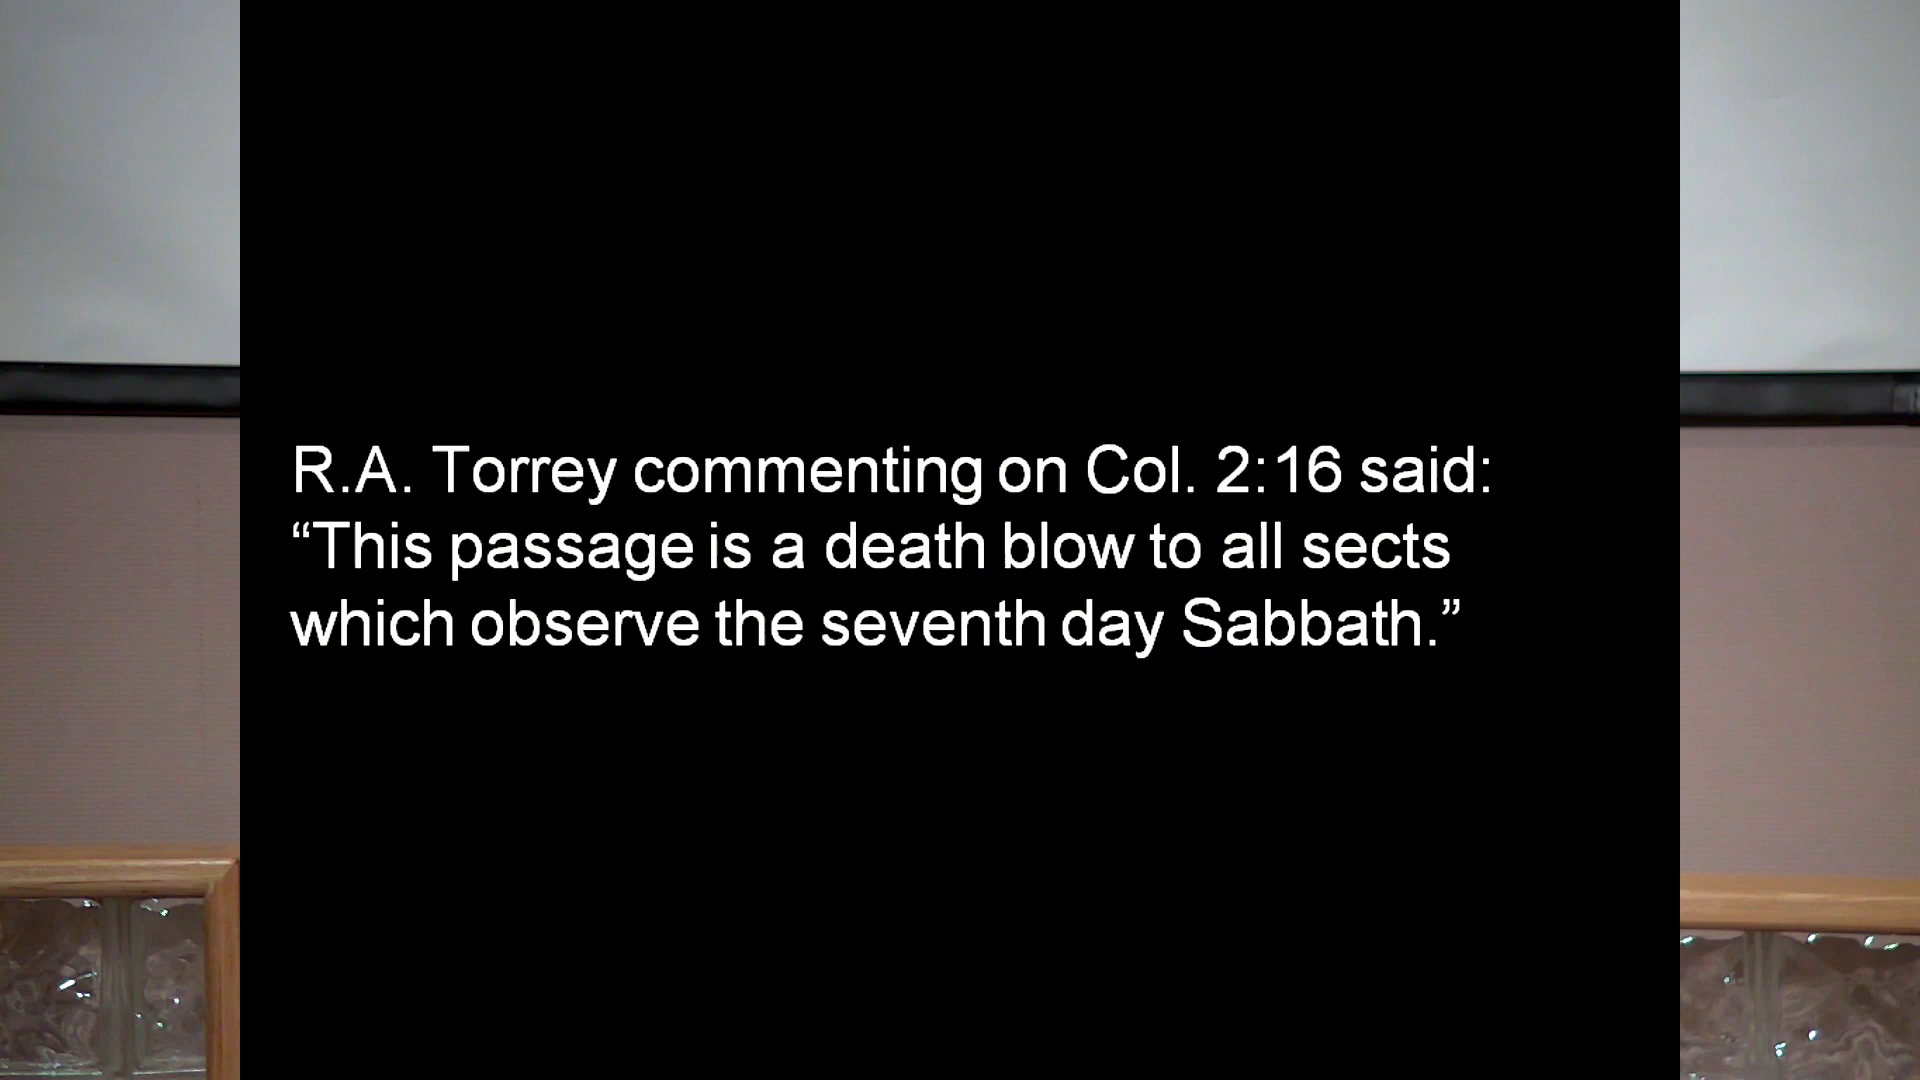 R.A. Torrey commenting on Col. 2:16 said:
“This passage is a death blow to all sects
which observe the seventh day Sabbath.”